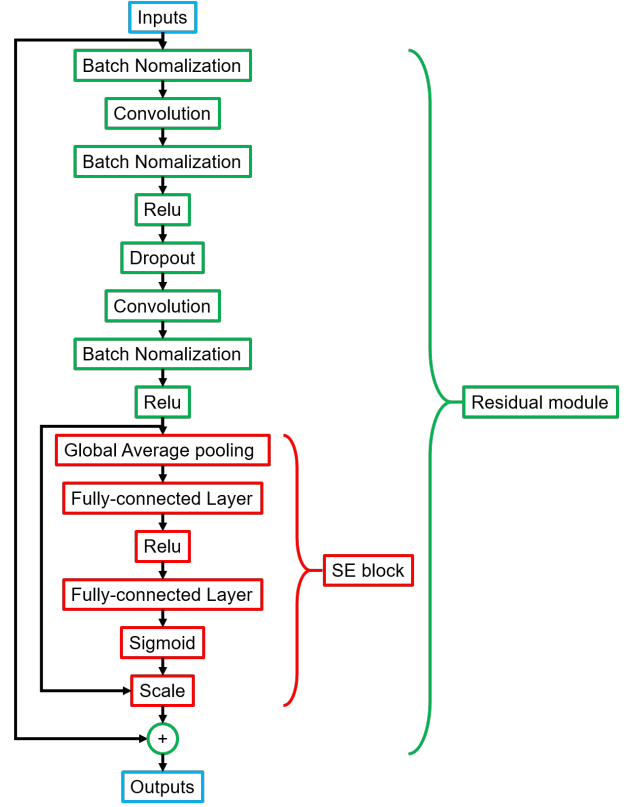 Inputs
Batch Nomalization
Convolution
Batch Nomalization
Relu
Dropout
Convolution
Batch Nomalization
Relu
Residual module
Global Average pooling
Fully-connected Layer
Relu
SE block
Fully-connected Layer
Sigmoid
Scale
+
Outputs